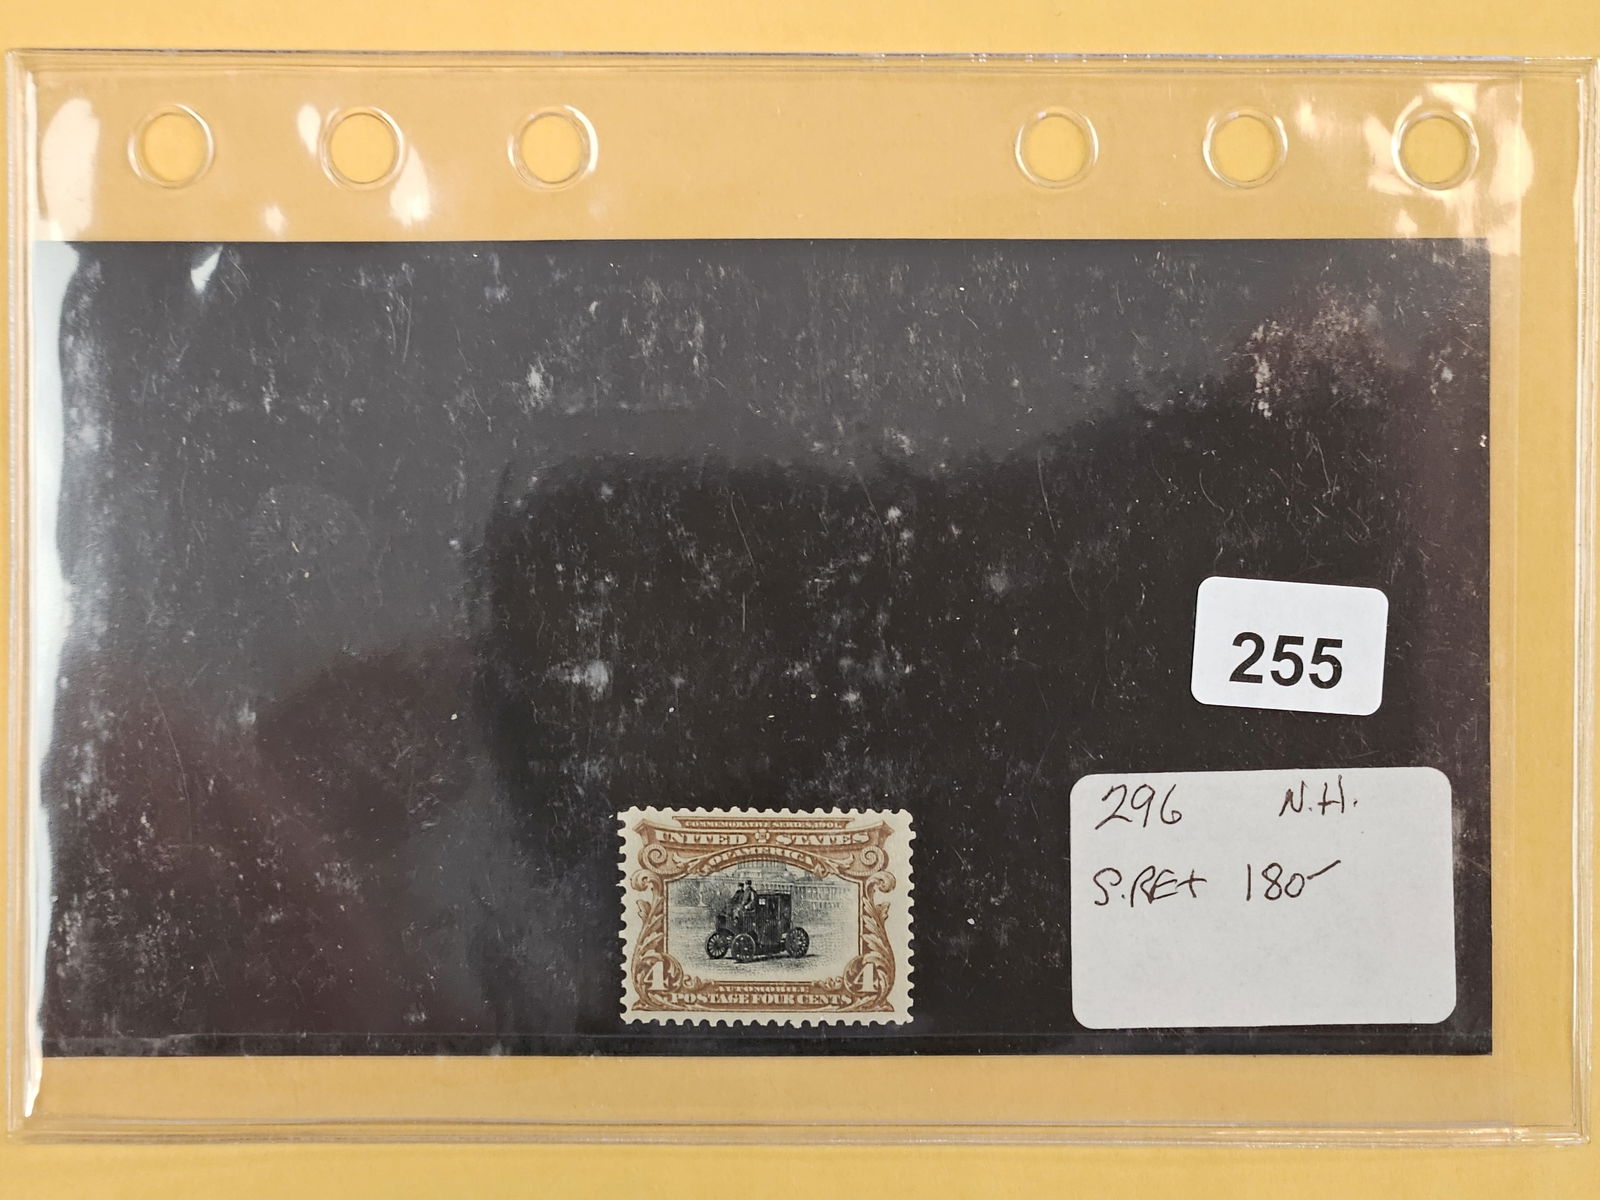 255
296 N.H.
S.RET 180-
COMMEMORATIVE SERIES, 1901.
UNITED STATES
OF AMERICA
4 4
AUTOMOBILE
POSTAGE FOUR CENTS